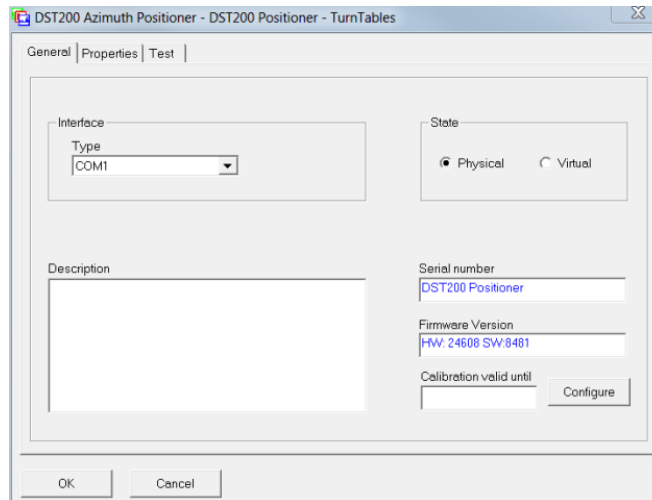 DST200 Azimuth Positioner - DST200 Positioner - TurnTables
General Properties Test
Interface
Type
COM1
State
Physical Virtual
Description
Serial number
DST200 Positioner
Firmware Version
HW: 24608 SW:8481
Calibration valid until
Configure
OK Cancel